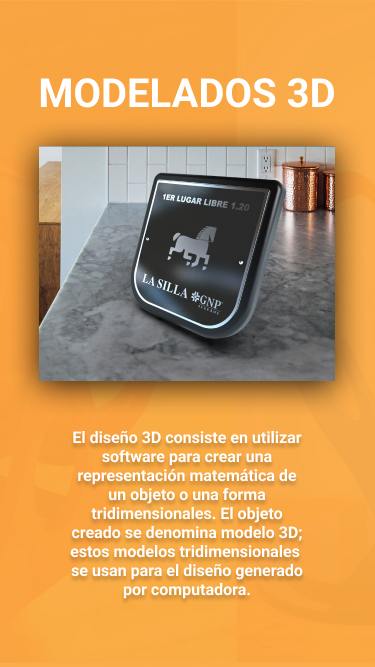 MODELADOS 3D
1ER LUGAR LIBRE 1.20
LA SILLA GNP
SEGUROS
El diseño 3D consiste en utilizar
software para crear una
representación matemática de
un objeto o una forma
tridimensionales. El objeto
creado se denomina modelo 3D;
estos modelos tridimensionales
se usan para el diseño generado
por computadora.